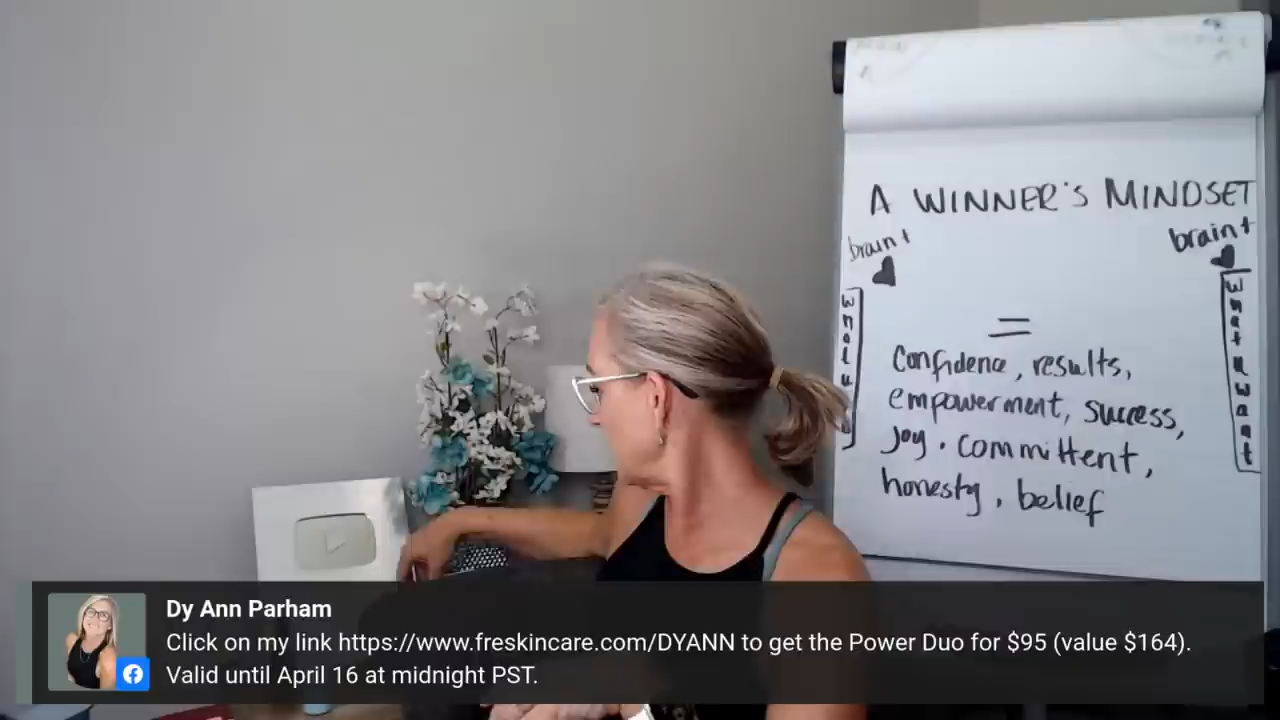 A WINNER'S MINDSET
brain +
brain +
=
Confidence, results,
empowerment, success,
joy. committent,
honesty, belief
Dy Ann Parham
Click on my link https://www.freskincare.com/DYANN to get the Power Duo for $95 (value $164).
Valid until April 16 at midnight PST.